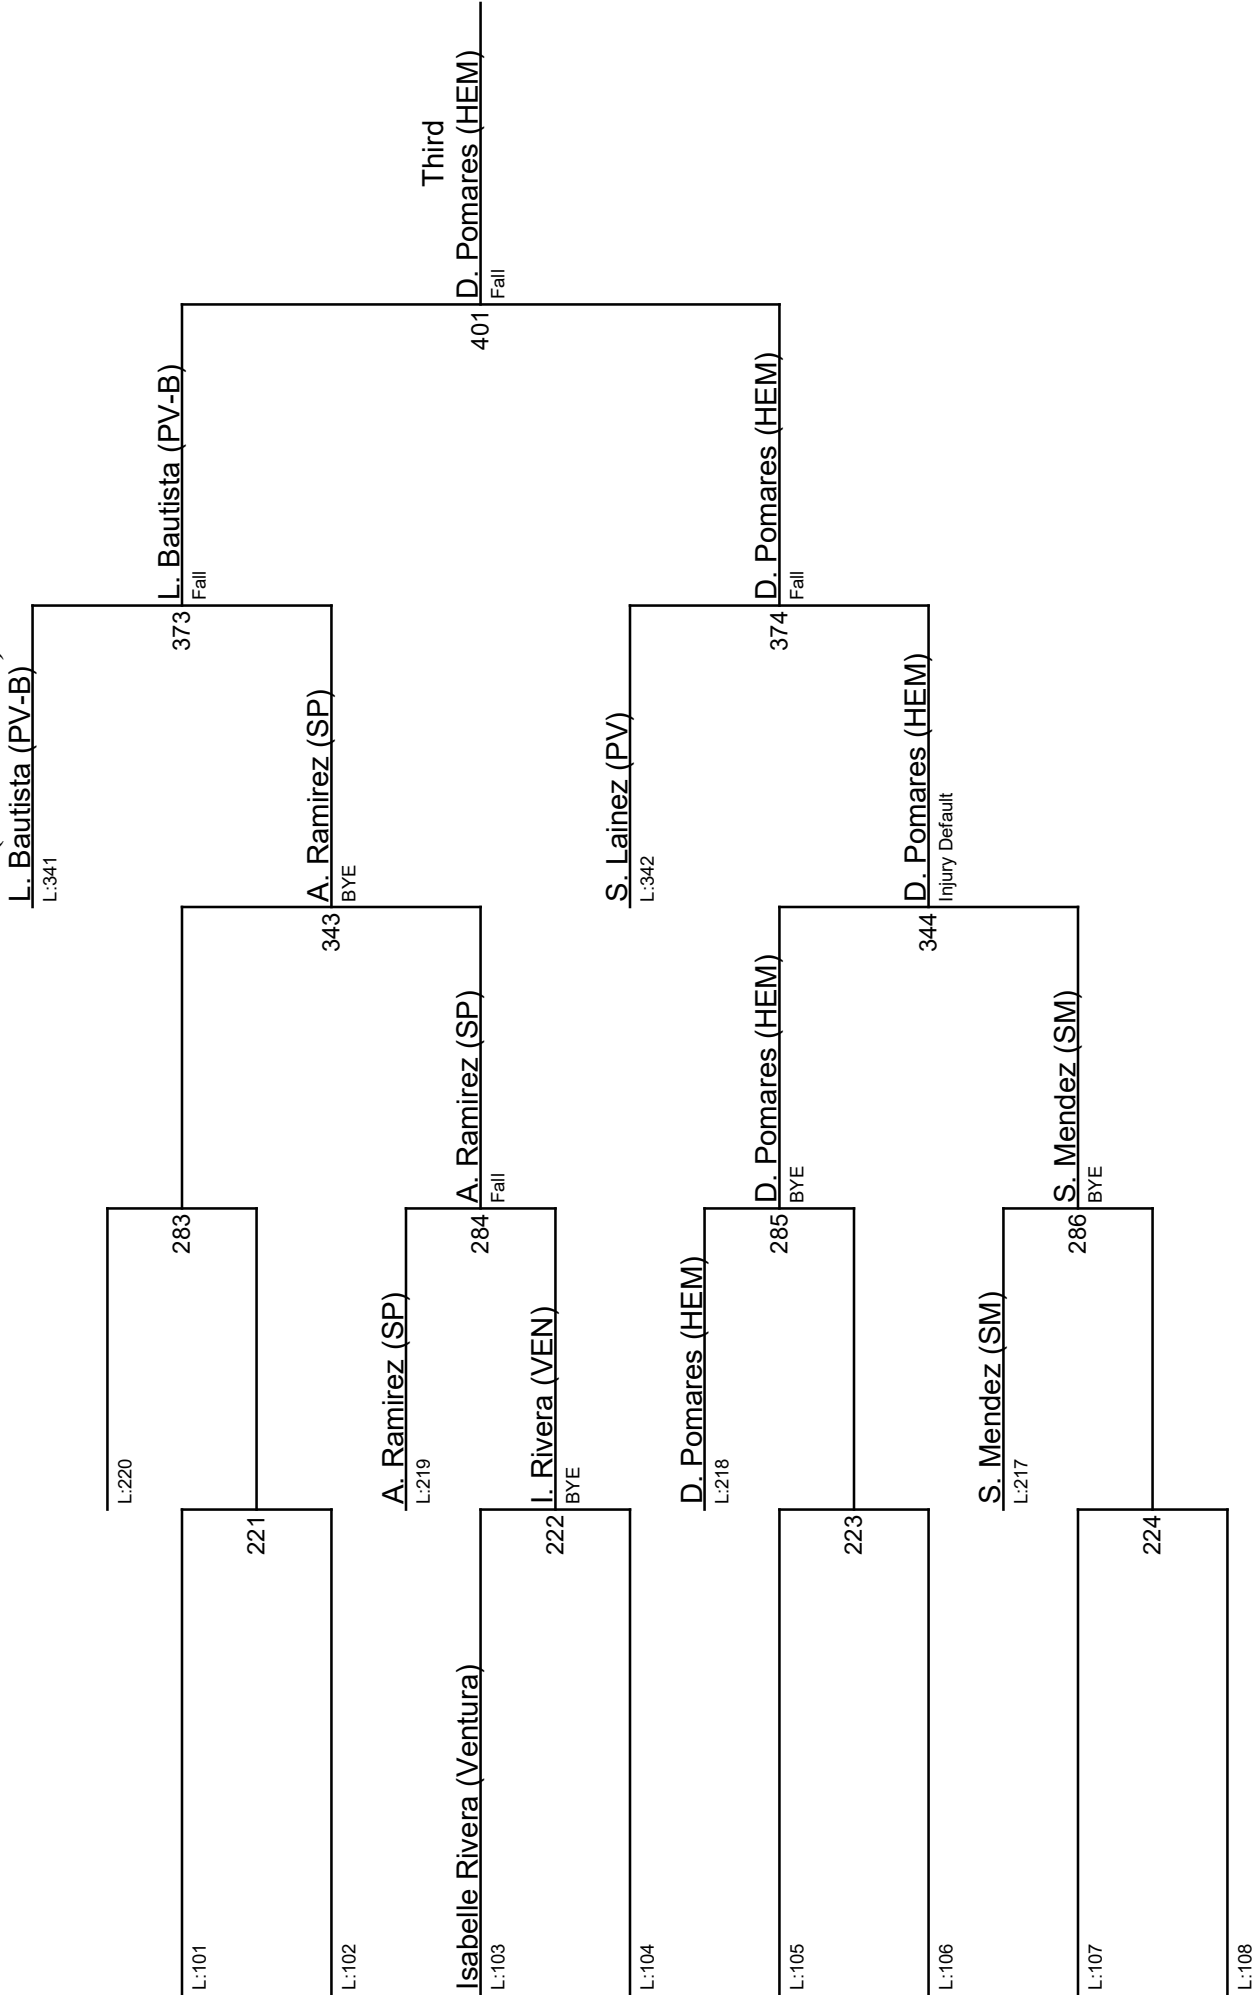 L:101
L:102
Isabelle Rivera (Ventura)
L:103
L:104
L:105
L:106
L:107
L:108
221
222
223
224
L:220
A. Ramirez (SP)
L:219
I. Rivera (VEN)
BYE
D. Pomares (HEM)
L:218
S. Mendez (SM)
L:217
283
284
285
286
A. Ramirez (SP)
Fall
D. Pomares (HEM)
BYE
S. Mendez (SM)
BYE
343
344
L. Bautista (PV-B)
L:341
A. Ramirez (SP)
BYE
S. Lainez (PV)
L:342
D. Pomares (HEM)
Injury Default
373
374
L. Bautista (PV-B)
Fall
D. Pomares (HEM)
Fall
401
Third
D. Pomares (HEM)
Fall